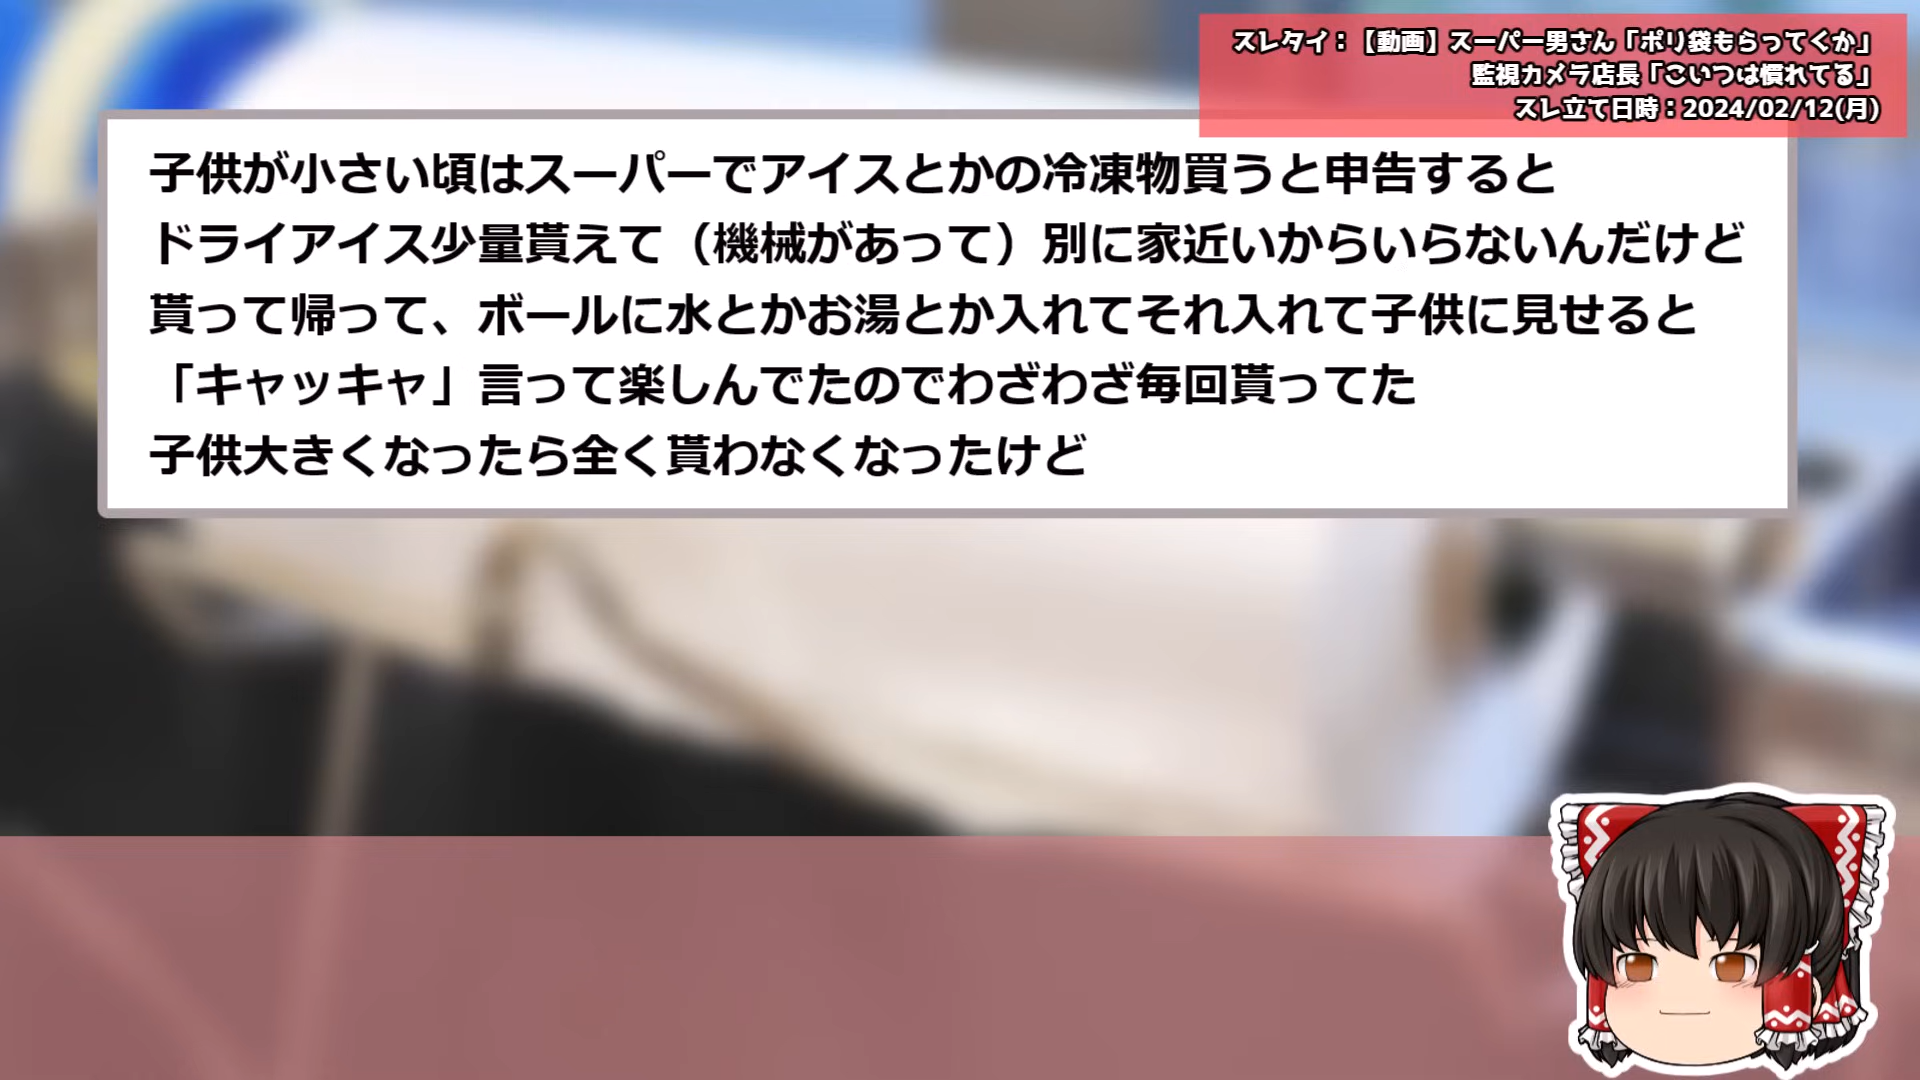 スレタイ：【動画】スーパー男さん「ポリ袋もらってくか」
監視カメラ店長「こいつは慣れてる」
スレ立て日時：2024/02/12(月)
子供が小さい頃はスーパーでアイスとかの冷凍物買うと申告すると
ドライアイス少量貰えて（機械があって）別に家近いからいらないんだけど
貰って帰って、ボールに水とかお湯とか入れてそれ入れて子供に見せると
「キャッキャ」言って楽しんでたのでわざわざ毎回貰ってた
子供大きくなったら全く貰わなくなったけど